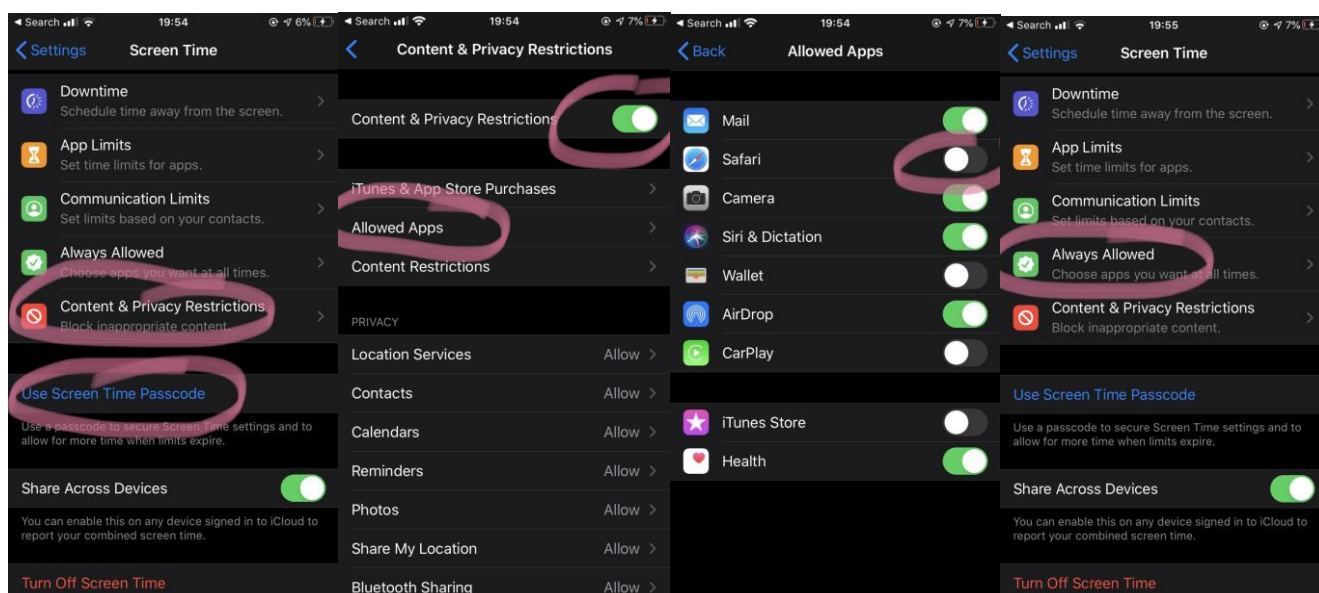 Search
19:54
6%
Settings
Screen Time
Downtime
Schedule time away from the screen.
App Limits
Set time limits for apps.
Communication Limits
Set limits based on your contacts.
Always Allowed
Choose apps you want at all times.
Content & Privacy Restrictions
Block inappropriate content.
Use Screen Time Passcode
Use a passcode to secure Screen Time settings and to
allow for more time when limits expire.
Share Across Devices
You can enable this on any device signed in to iCloud to
report your combined screen time.
Turn Off Screen Time
Search
19:54
7%
Content & Privacy Restrictions
Content & Privacy Restrictions
iTunes & App Store Purchases
Allowed Apps
Content Restrictions
PRIVACY
Location Services Allow
Contacts Allow
Calendars Allow
Reminders Allow
Photos Allow
Share My Location Allow
Bluetooth Sharing Allow
Search
19:54
7%
Back
Allowed Apps
Mail
Safari
Camera
Siri & Dictation
Wallet
AirDrop
CarPlay
iTunes Store
Health
Search
19:55
7%
Settings
Screen Time
Downtime
Schedule time away from the screen.
App Limits
Set time limits for apps.
Communication Limits
Set limits based on your contacts.
Always Allowed
Choose apps you want at all times.
Content & Privacy Restrictions
Block inappropriate content.
Use Screen Time Passcode
Use a passcode to secure Screen Time settings and to
allow for more time when limits expire.
Share Across Devices
You can enable this on any device signed in to iCloud to
report your combined screen time.
Turn Off Screen Time